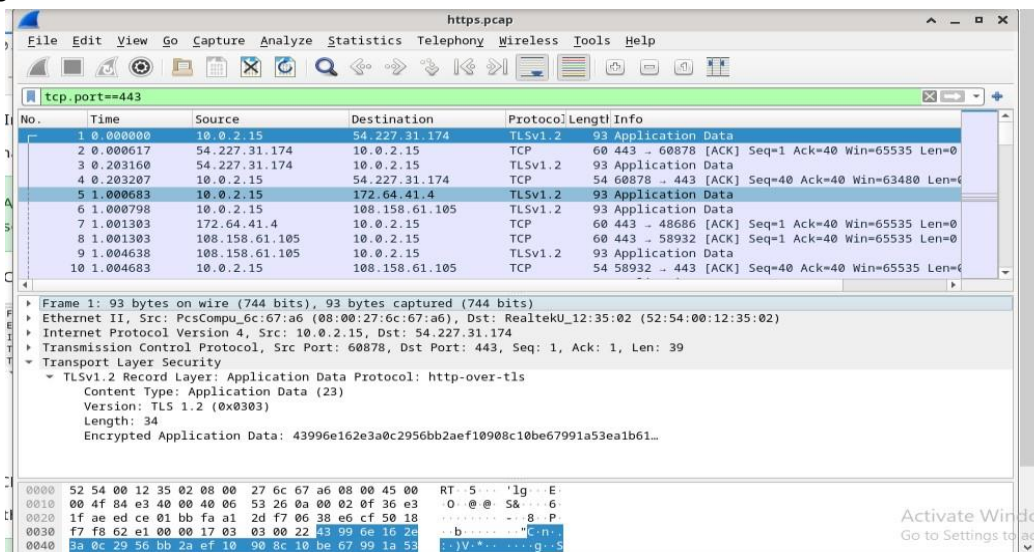 https.pcap
File Edit View Go Capture Analyze Statistics Telephony Wireless Tools Help
tcp.port==443
No. Time Source Destination Protocol Length Info
1 0.000000 10.0.2.15 54.227.31.174 TLSv1.2 93 Application Data
2 0.000617 54.227.31.174 10.0.2.15 TCP 60 443 → 60878 [ACK] Seq=1 Ack=40 Win=65535 Len=0
3 0.203160 54.227.31.174 10.0.2.15 TLSv1.2 93 Application Data
4 0.203207 10.0.2.15 54.227.31.174 TCP 54 60878 → 443 [ACK] Seq=40 Ack=40 Win=63480 Len=
5 1.000683 10.0.2.15 172.64.41.4 TLSv1.2 93 Application Data
6 1.000798 10.0.2.15 108.158.61.105 TLSv1.2 93 Application Data
7 1.001303 172.64.41.4 10.0.2.15 TCP 60 443 → 48686 [ACK] Seq=1 Ack=40 Win=65535 Len=0
8 1.001303 108.158.61.105 10.0.2.15 TCP 60 443 → 58932 [ACK] Seq=1 Ack=40 Win=65535 Len=0
9 1.004638 108.158.61.105 10.0.2.15 TLSv1.2 93 Application Data
10 1.004683 10.0.2.15 108.158.61.105 TCP 54 58932 → 443 [ACK] Seq=40 Ack=40 Win=65535 Len=
Frame 1: 93 bytes on wire (744 bits), 93 bytes captured (744 bits)
Ethernet II, Src: PcsCompu_6c:67:a6 (08:00:27:6c:67:a6), Dst: RealtekU_12:35:02 (52:54:00:12:35:02)
Internet Protocol Version 4, Src: 10.0.2.15, Dst: 54.227.31.174
Transmission Control Protocol, Src Port: 60878, Dst Port: 443, Seq: 1, Ack: 1, Len: 39
Transport Layer Security
TLSv1.2 Record Layer: Application Data Protocol: http-over-tls
Content Type: Application Data (23)
Version: TLS 1.2 (0x0303)
Length: 34
Encrypted Application Data: 43996e162e3a0c2956bb2aef10908c10be67991a53ea1b61…
0000 52 54 00 12 35 02 08 00 27 6c 67 a6 08 00 45 00 RT··5··· 'lg···E·
0010 00 4f 84 e3 40 00 40 06 53 26 0a 00 02 0f 36 e3 ·O··@·@· S&····6·
0020 1f ae ed ce 01 bb fa a1 2d f7 06 38 e6 cf 50 18 ········ -··8··P·
0030 f7 f8 62 e1 00 00 17 03 03 00 22 43 99 6e 16 2e ··b····· ··"C·n·.
0040 3a 0c 29 56 bb 2a ef 10 90 8c 10 be 67 99 1a 53 :·)V·*·· ····g··S
Activate Windo
Go to Settings to a